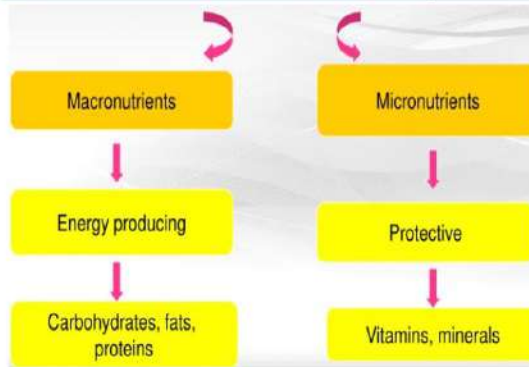 Macronutrients
Micronutrients
Energy producing
Protective
Carbohydrates, fats,
proteins
Vitamins, minerals